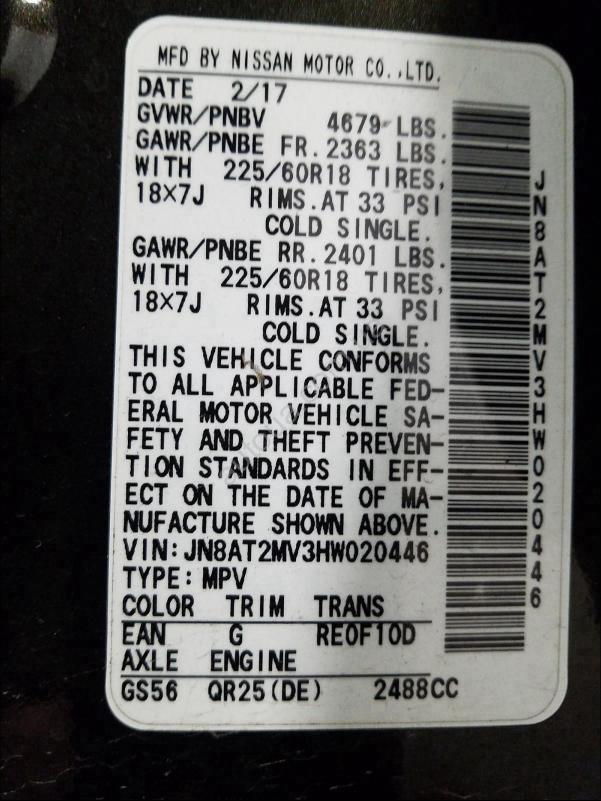 MFD BY NISSAN MOTOR CO.,LTD.
DATE 2/17
GVWR/PNBV 4679 LBS.
GAWR/PNBE FR. 2363 LBS.
WITH 225/60R18 TIRES,
18×7J RIMS.AT 33 PSI
COLD SINGLE.
GAWR/PNBE RR. 2401 LBS.
WITH 225/60R18 TIRES,
18×7J RIMS.AT 33 PSI
COLD SINGLE.
THIS VEHICLE CONFORMS
TO ALL APPLICABLE FED-
ERAL MOTOR VEHICLE SA-
FETY AND THEFT PREVEN-
TION STANDARDS IN EFF-
ECT ON THE DATE OF MA-
NUFACTURE SHOWN ABOVE.
VIN: JN8AT2MV3HW020446
TYPE: MPV
COLOR TRIM TRANS
EAN G RE0F10D
AXLE ENGINE
GS56 QR25(DE) 2488CC
JN8AT2MV3HW020446